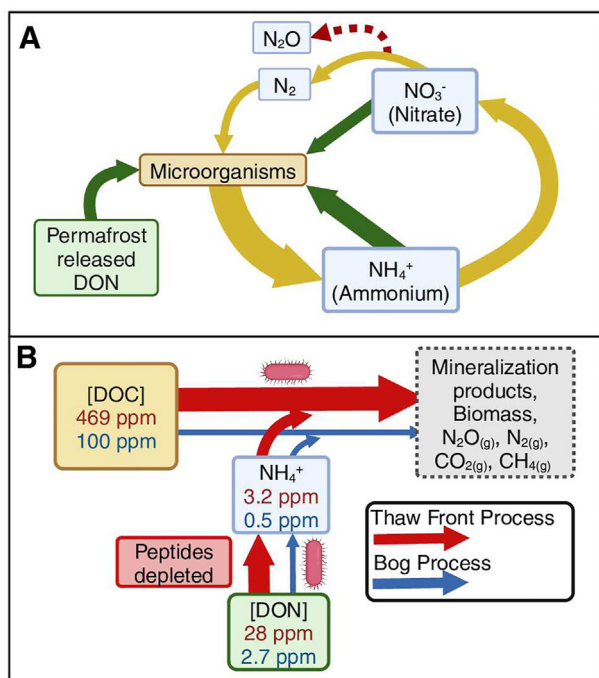 A
N₂O
N₂
NO₃⁻
(Nitrate)
Microorganisms
Permafrost
released
DON
NH₄⁺
(Ammonium)
B
[DOC]
469 ppm
100 ppm
Mineralization
products,
Biomass,
N₂O(g), N₂(g),
CO₂(g), CH₄(g)
NH₄⁺
3.2 ppm
0.5 ppm
Thaw Front Process
Bog Process
Peptides
depleted
[DON]
28 ppm
2.7 ppm